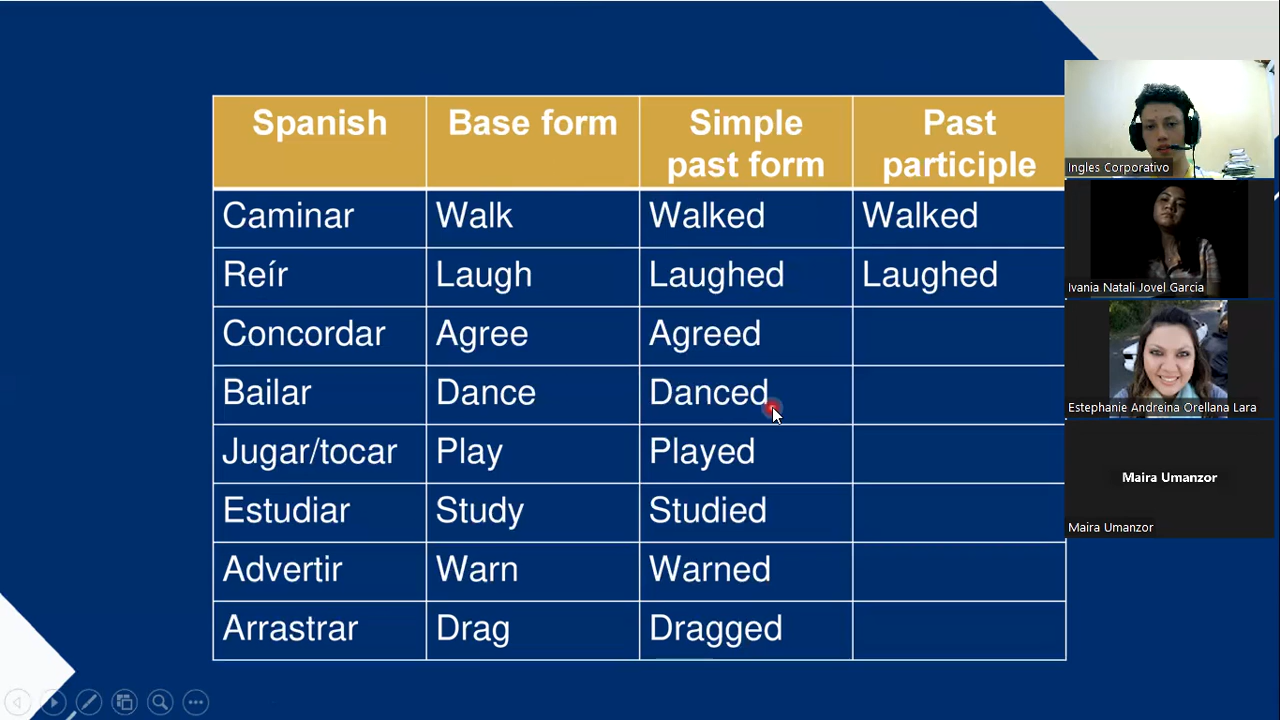 Spanish Base form Simple past form Past participle
Caminar Walk Walked Walked
Reír Laugh Laughed Laughed
Concordar Agree Agreed
Bailar Dance Danced
Jugar/tocar Play Played
Estudiar Study Studied
Advertir Warn Warned
Arrastrar Drag Dragged
Ingles Corporativo
Ivania Natali Jovel Garcia
Estephanie Andreina Orellana Lara
Maira Umanzor
Maira Umanzor